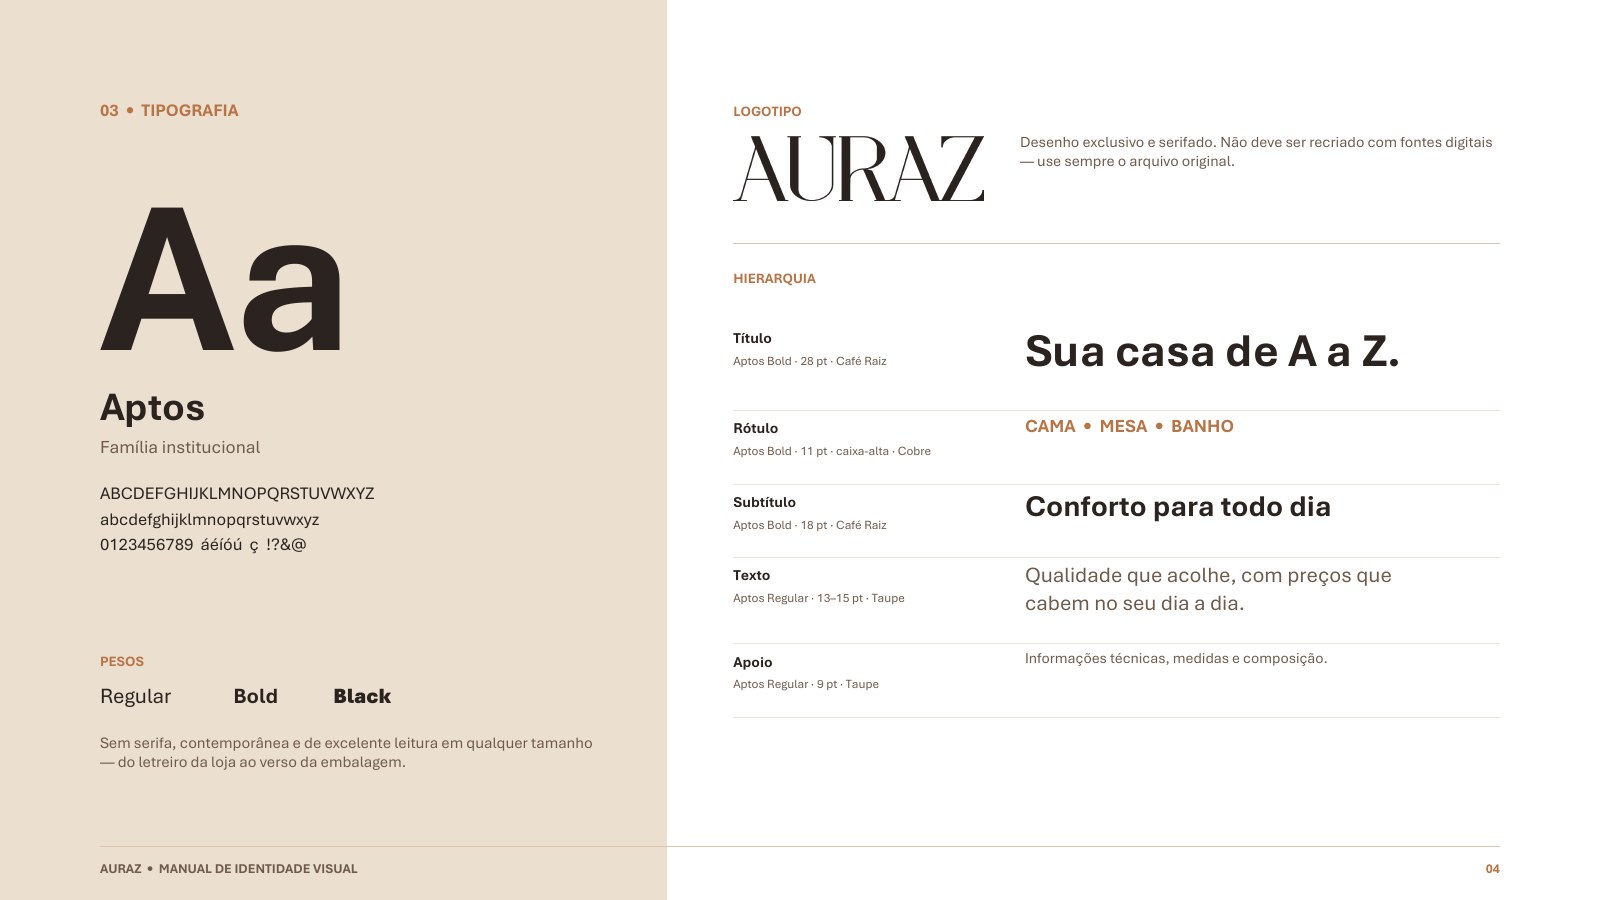 03 • TIPOGRAFIA
Aa
Aptos
Família institucional
ABCDEFGHIJKLMNOPQRSTUVWXYZ
abcdefghijklmnopqrstuvwxyz
0123456789 áéíóú ç !?&@
PESOS
Regular Bold Black
Sem serifa, contemporânea e de excelente leitura em qualquer tamanho
— do letreiro da loja ao verso da embalagem.
LOGOTIPO
AURAZ
Desenho exclusivo e serifado. Não deve ser recriado com fontes digitais
— use sempre o arquivo original.
HIERARQUIA
Título
Aptos Bold · 28 pt · Café Raiz
Sua casa de A a Z.
Rótulo
Aptos Bold · 11 pt · caixa-alta · Cobre
CAMA • MESA • BANHO
Subtítulo
Aptos Bold · 18 pt · Café Raiz
Conforto para todo dia
Texto
Aptos Regular · 13–15 pt · Taupe
Qualidade que acolhe, com preços que
cabem no seu dia a dia.
Apoio
Aptos Regular · 9 pt · Taupe
Informações técnicas, medidas e composição.
AURAZ • MANUAL DE IDENTIDADE VISUAL
04